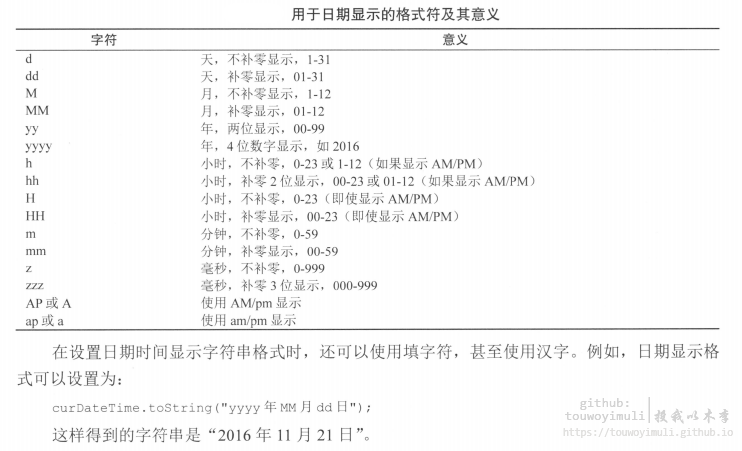 用于日期显示的格式符及其意义
字符 意义
d 天，不补零显示，1-31
dd 天，补零显示，01-31
M 月，不补零显示，1-12
MM 月，补零显示，01-12
yy 年，两位显示，00-99
yyyy 年，4位数字显示，如 2016
h 小时，不补零，0-23 或 1-12（如果显示 AM/PM）
hh 小时，补零 2 位显示，00-23 或 01-12（如果显示 AM/PM）
H 小时，不补零，0-23（即使显示 AM/PM）
HH 小时，补零显示，00-23（即使显示 AM/PM）
m 分钟，不补零，0-59
mm 分钟，补零显示，00-59
z 毫秒，不补零，0-999
zzz 毫秒，补零 3 位显示，000-999
AP 或 A 使用 AM/pm 显示
ap 或 a 使用 am/pm 显示
在设置日期时间显示字符串格式时，还可以使用填字符，甚至使用汉字。例如，日期显示格
式可以设置为：
curDateTime.toString("yyyy 年 MM 月 dd 日");
这样得到的字符串是“2016 年 11 月 21 日”。
github:
touwoyimuli | 投我以木李
https://touwoyimuli.github.io